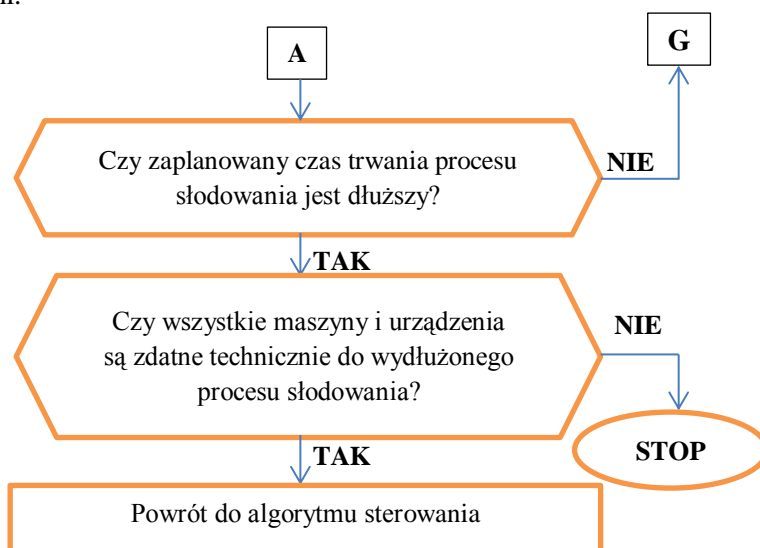 A
G
Czy zaplanowany czas trwania procesu
słodowania jest dłuższy?
NIE
TAK
Czy wszystkie maszyny i urządzenia
są zdatne technicznie do wydłużonego
procesu słodowania?
NIE
STOP
TAK
Powrót do algorytmu sterowania